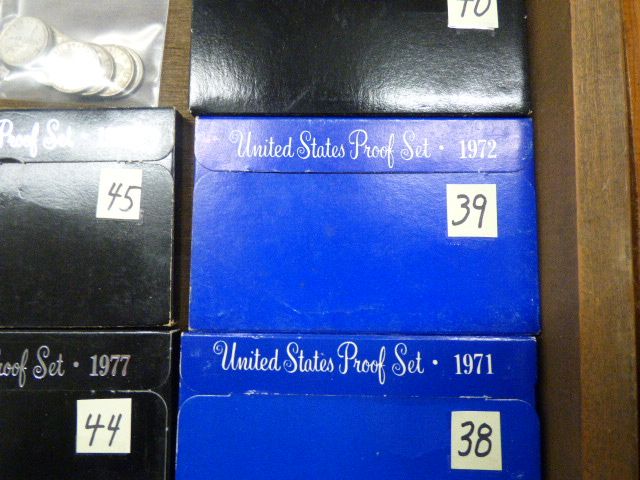 40
Proof Set
45
United States Proof Set · 1972
39
Proof Set · 1977
44
United States Proof Set · 1971
38